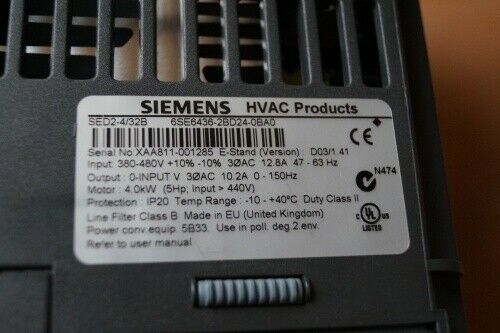 SIEMENS HVAC Products
SED2-4/32B 6SE6436-2BD24-0BA0
Serial No:XAA811-001285 E-Stand (Version) : D03/1.41
Input: 380-480V +10% -10% 3ØAC 12.8A 47 - 63 Hz
Output : 0-INPUT V 3ØAC 10.2A 0 - 150Hz
Motor : 4.0kW (5Hp; Input > 440V)
Protection : IP20 Temp Range : -10 - +40°C Duty Class II
Line Filter Class B Made in EU (United Kingdom)
Power conv.equip. 5B33. Use in poll. deg.2.env.
Refer to user manual
CE
N474
C UL US
LISTED